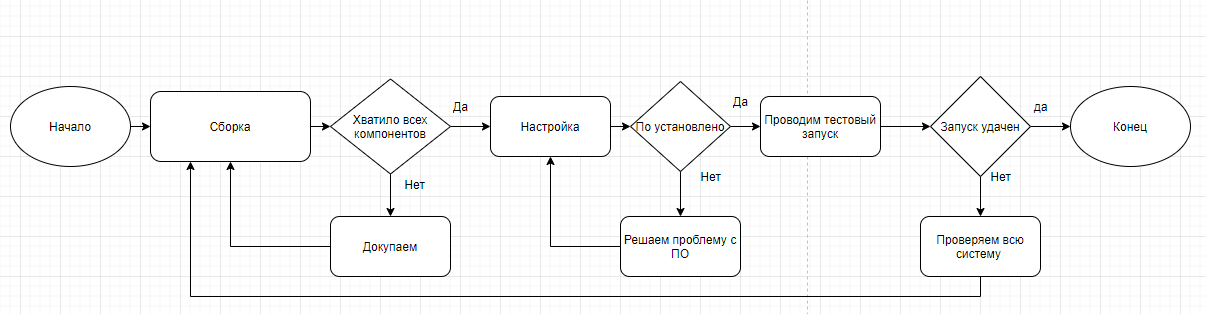 Начало
Сборка
Хватило всех
компонентов
Да
Настройка
По установлено
Да
Проводим тестовый
запуск
Запуск удачен
да
Конец
Нет
Докупаем
Нет
Решаем проблему с
ПО
Нет
Проверяем всю
систему